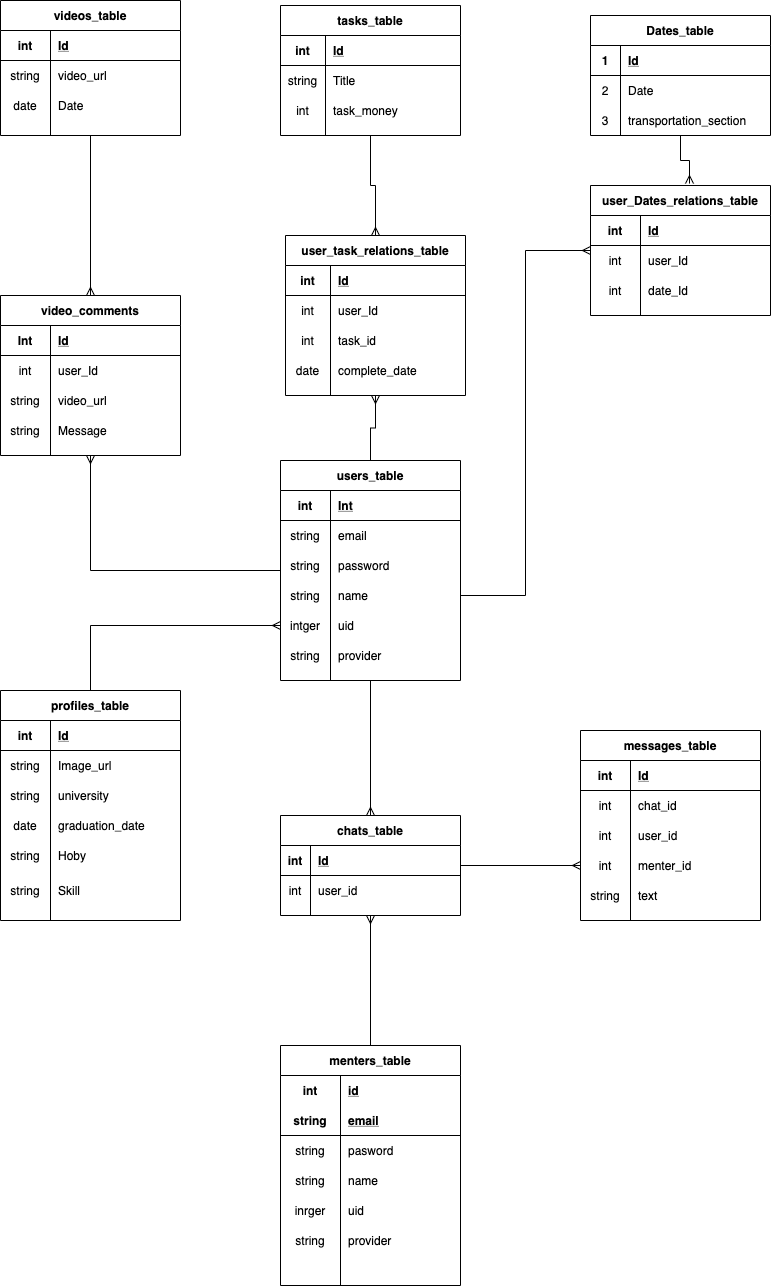 videos_table
int Id
string video_url
date Date
tasks_table
int Id
string Title
int task_money
Dates_table
1 Id
2 Date
3 transportation_section
user_Dates_relations_table
int Id
int user_Id
int date_Id
user_task_relations_table
int Id
int user_Id
int task_id
date complete_date
video_comments
Int Id
int user_Id
string video_url
string Message
users_table
int Int
string email
string password
string name
intger uid
string provider
profiles_table
int Id
string Image_url
string university
date graduation_date
string Hoby
string Skill
messages_table
int Id
int chat_id
int user_id
int menter_id
string text
chats_table
int Id
int user_id
menters_table
int id
string email
string pasword
string name
inrger uid
string provider